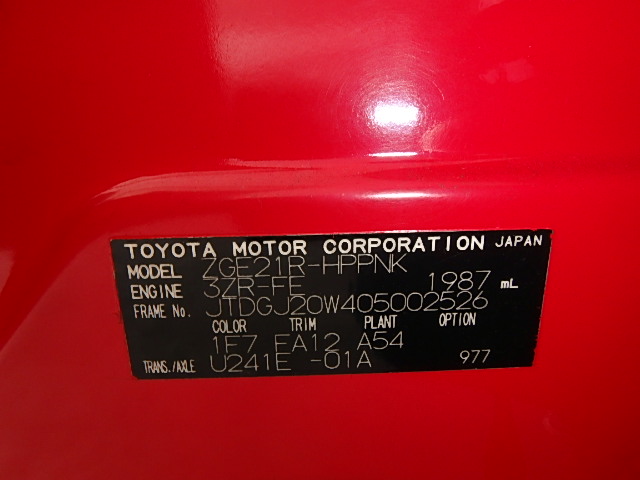 TOYOTA MOTOR CORPORATION JAPAN
MODEL ZGE21R-HPPNK
ENGINE 3ZR-FE 1987 mL
FRAME No. JTDGJ20W405002526
COLOR TRIM PLANT OPTION
1F7 FA12 A54
TRANS./AXLE U241E -01A 977